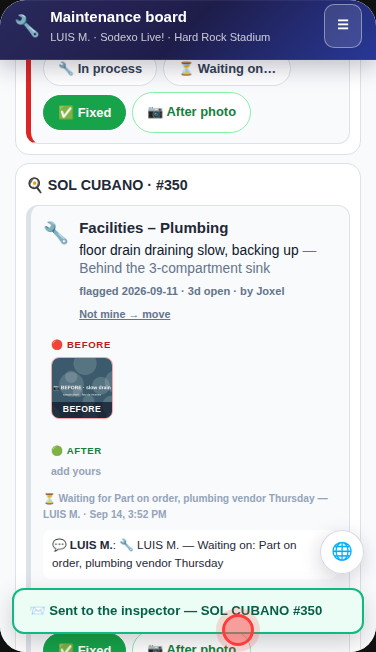 Maintenance board
LUIS M. · Sodexo Live! · Hard Rock Stadium
🔧 In process
⏳ Waiting on…
✅ Fixed
📷 After photo
🍳 SOL CUBANO · #350
Facilities – Plumbing
floor drain draining slow, backing up —
Behind the 3-compartment sink
flagged 2026-09-11 · 3d open · by Joxel
Not mine → move
🔴 BEFORE
BEFORE · slow drain
BEFORE
🟢 AFTER
add yours
⏳ Waiting for Part on order, plumbing vendor Thursday —
LUIS M. · Sep 14, 3:52 PM
💬 LUIS M.: 🔧 LUIS M. — Waiting on: Part on
order, plumbing vendor Thursday
📨 Sent to the inspector — SOL CUBANO #350
✅ Fixed
📷 After photo